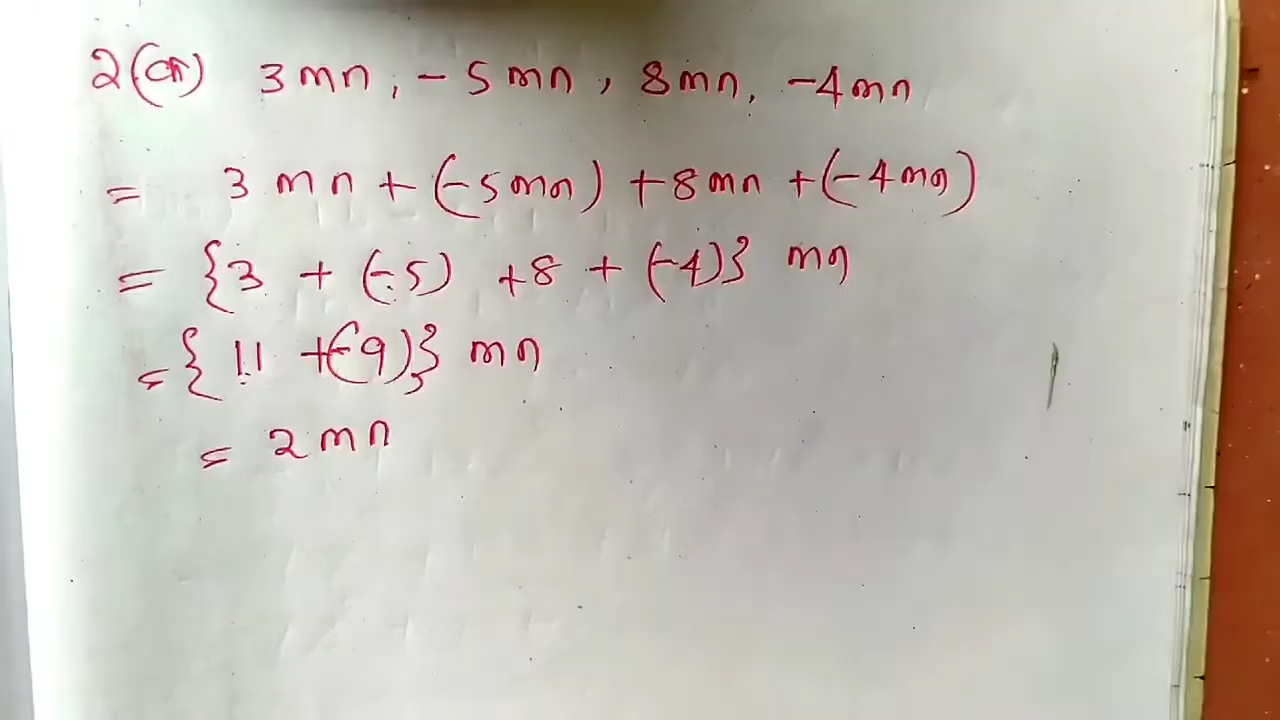 2(क) 3mn, -5mn, 8mn, -4mn
= 3mn+(-5mn)+8mn+(-4mn)
= {3 + (-5) +8 + (-4)} mn
= {11 +(-9)} mn
= 2mn